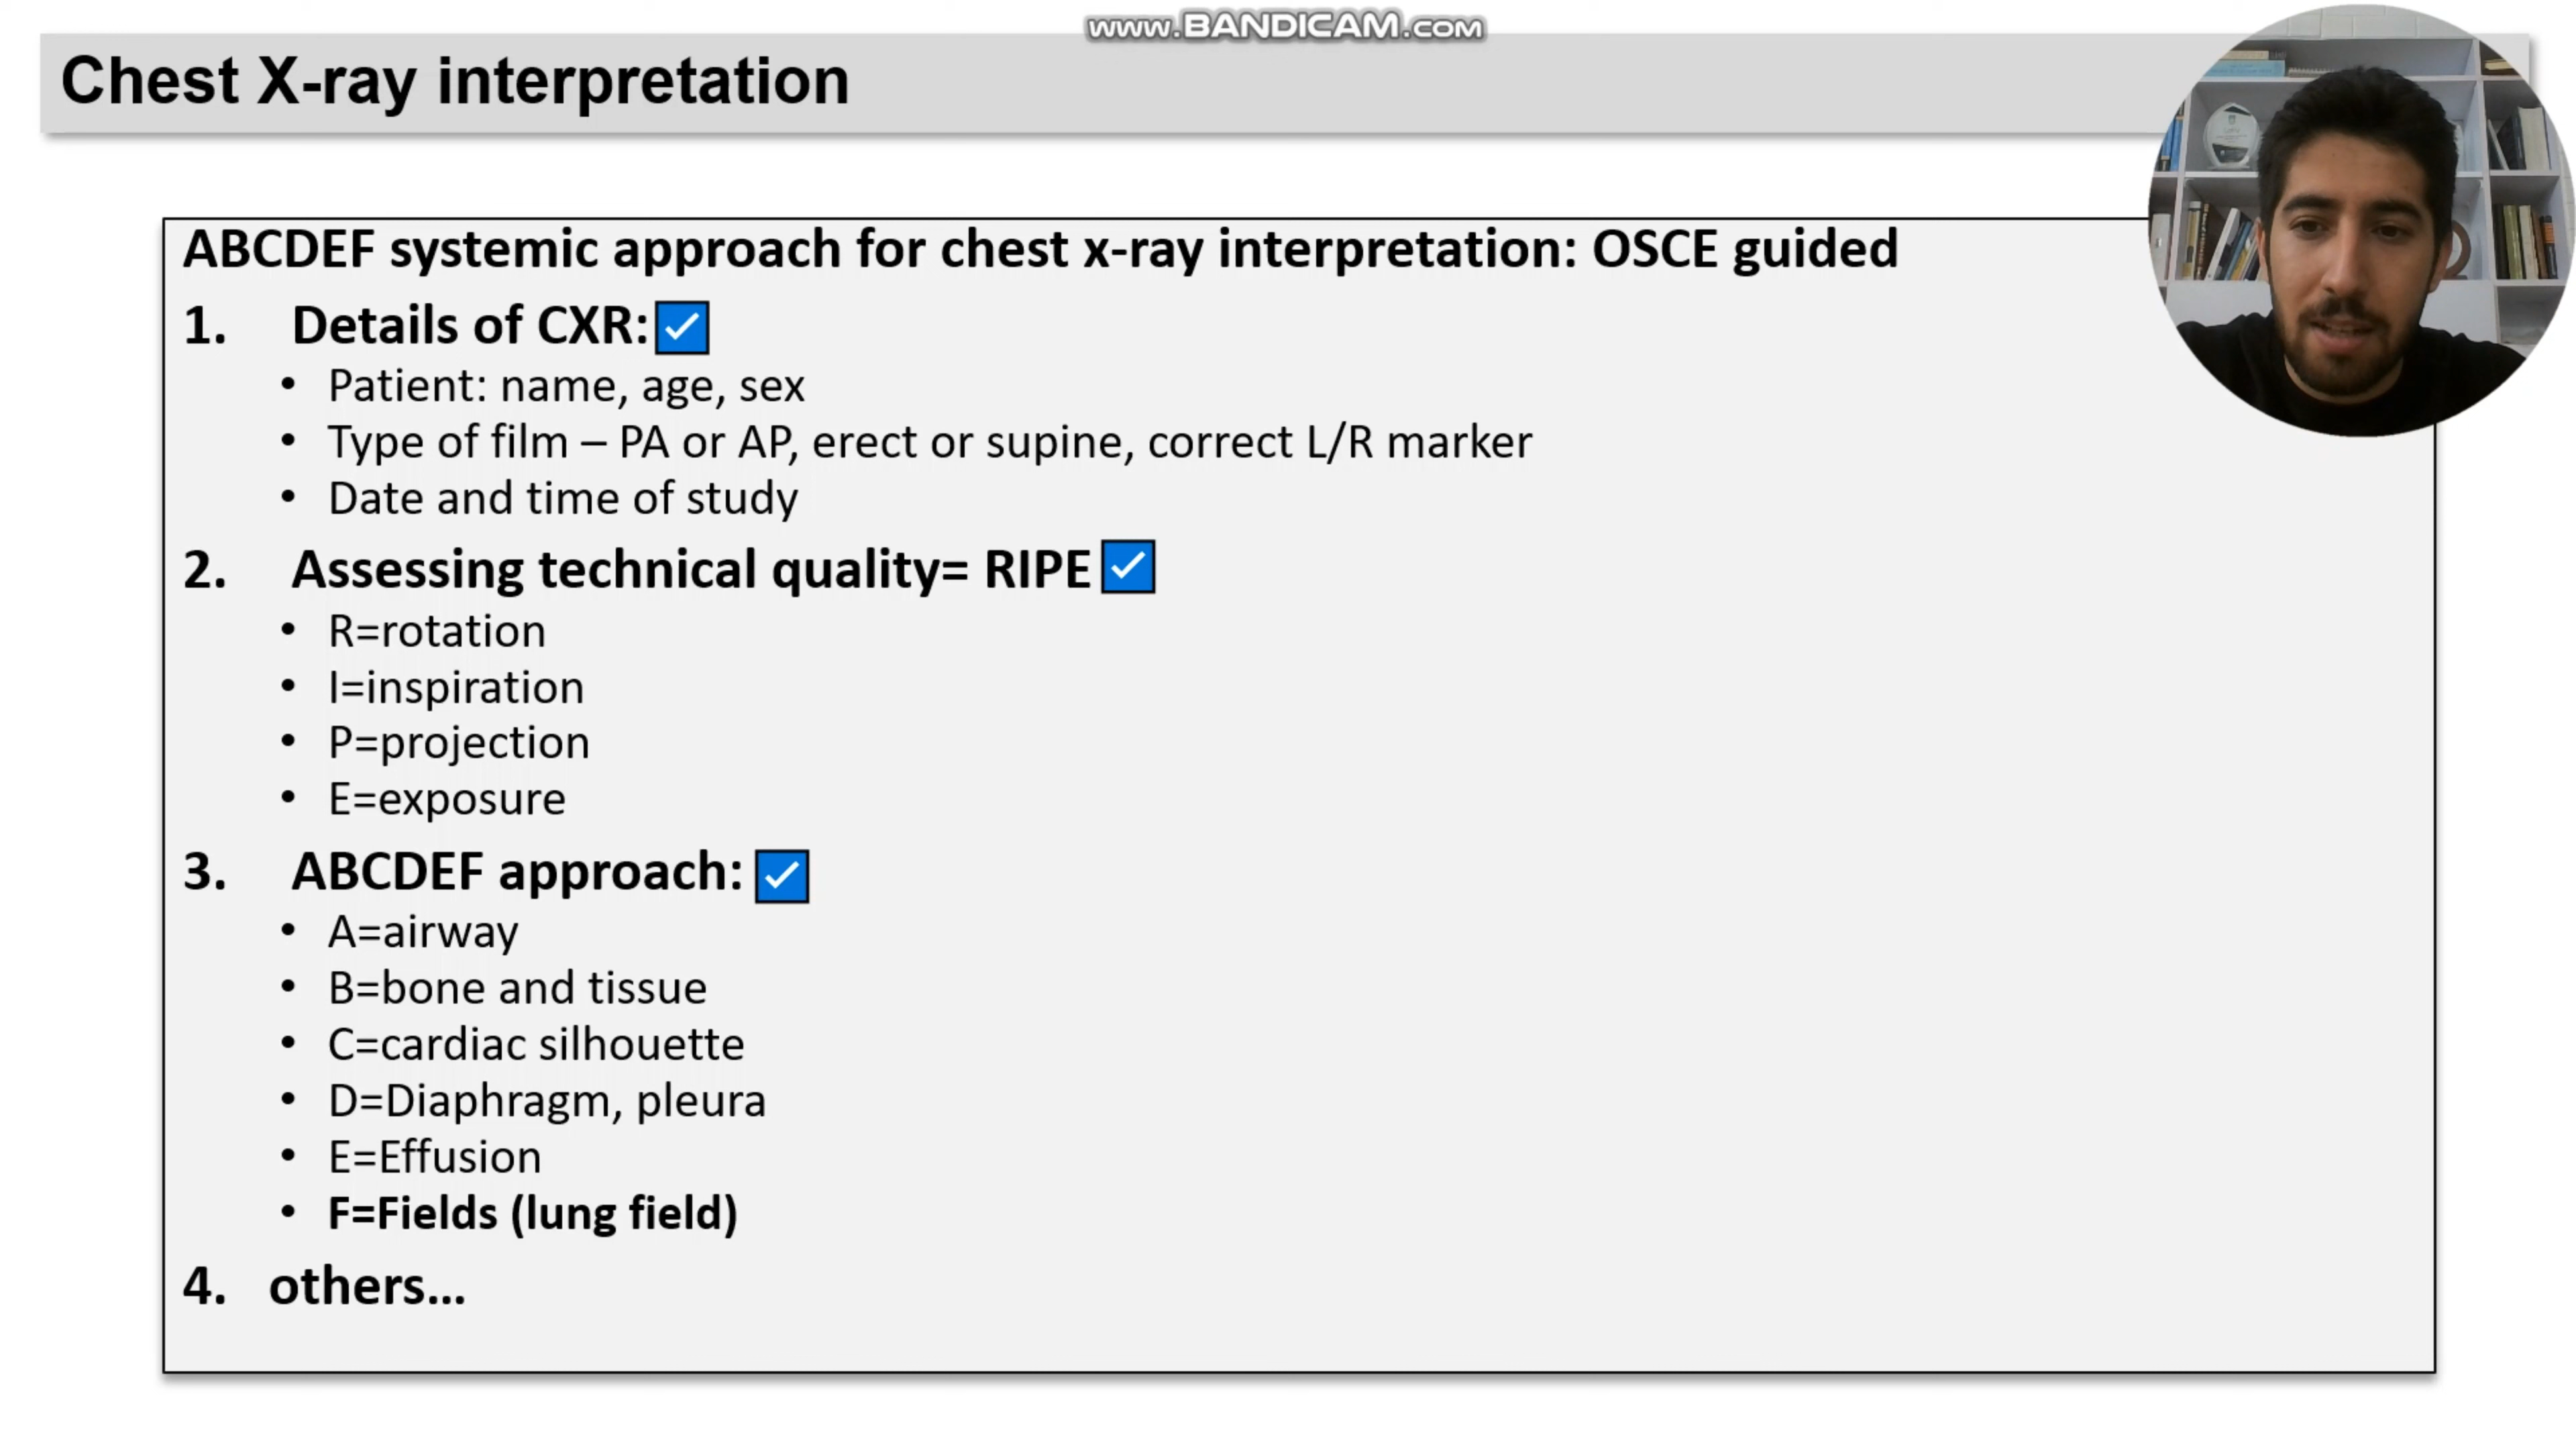 www.BANDICAM.com
Chest X-ray interpretation
ABCDEF systemic approach for chest x-ray interpretation: OSCE guided
1. Details of CXR:
• Patient: name, age, sex
• Type of film – PA or AP, erect or supine, correct L/R marker
• Date and time of study
2. Assessing technical quality= RIPE
• R=rotation
• I=inspiration
• P=projection
• E=exposure
3. ABCDEF approach:
• A=airway
• B=bone and tissue
• C=cardiac silhouette
• D=Diaphragm, pleura
• E=Effusion
• F=Fields (lung field)
4. others...